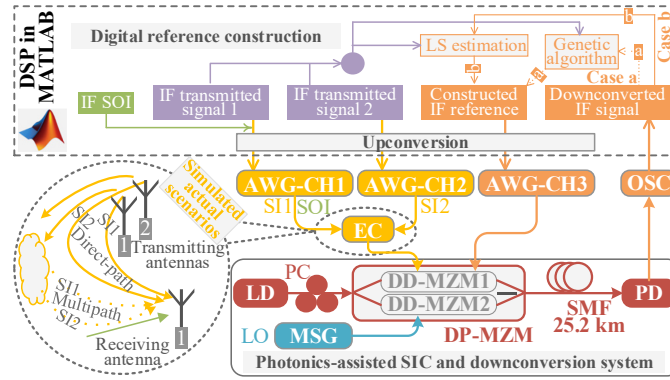 DSP in
MATLAB
Digital reference construction
LS estimation
Genetic
algorithm
b
b
a
a
Case a
Case b
IF SOI
IF transmitted
signal 1
IF transmitted
signal 2
Constructed
IF reference
Downconverted
IF signal
Upconversion
AWG-CH1
AWG-CH2
AWG-CH3
OSC
SI1
SOI
SI2
EC
Simulated
actual
scenarios
SI1
SI2
Direct-path
1
2
Transmitting
antennas
SI1
Multipath
SI2
Receiving
antenna
1
LD
PC
DD-MZM1
DD-MZM2
DP-MZM
SMF
25.2 km
PD
LO
MSG
Photonics-assisted SIC and downconversion system